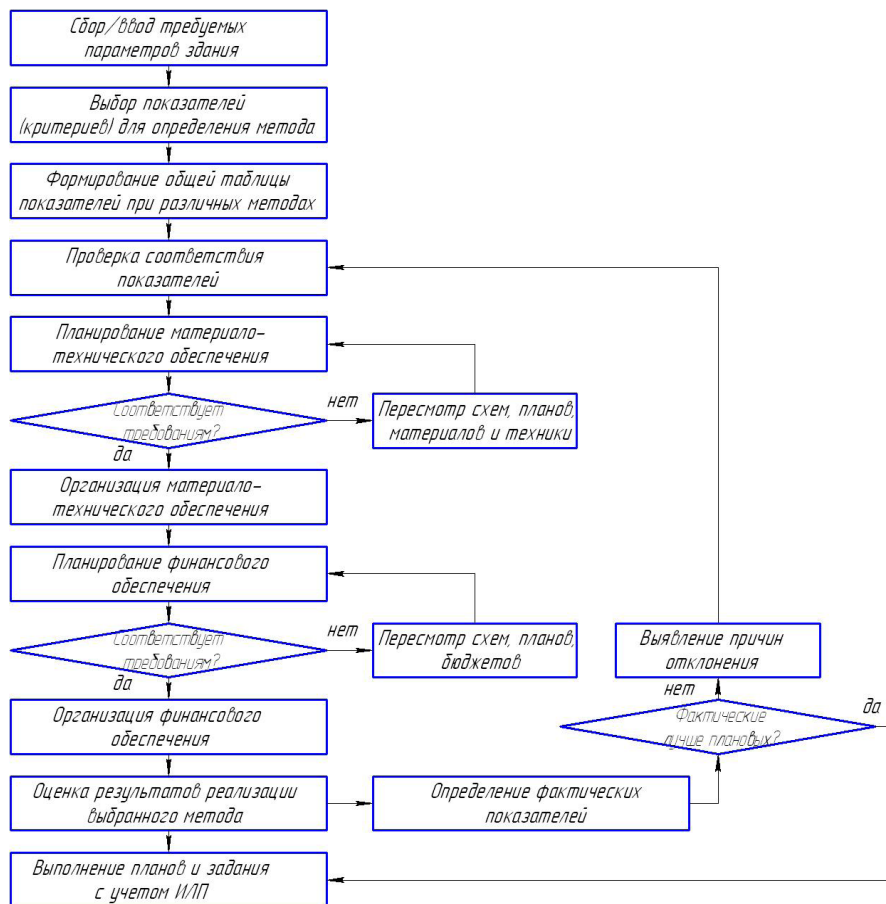 Сбор/ввод требуемых
параметров здания
Выбор показателей
(критериев) для определения метода
Формирование общей таблицы
показателей при различных методах
Проверка соответствия
показателей
Планирование материало-
технического обеспечения
Соответствует
требованиям?
нет
Пересмотр схем, планов,
материалов и техники
да
Организация материало-
технического обеспечения
Планирование финансового
обеспечения
Соответствует
требованиям?
нет
Пересмотр схем, планов,
бюджетов
да
Выявление причин
отклонения
нет
Фактические
лучше плановых?
да
Организация финансового
обеспечения
Оценка результатов реализации
выбранного метода
Определение фактических
показателей
Выполнение планов и задания
с учетом ИЛП